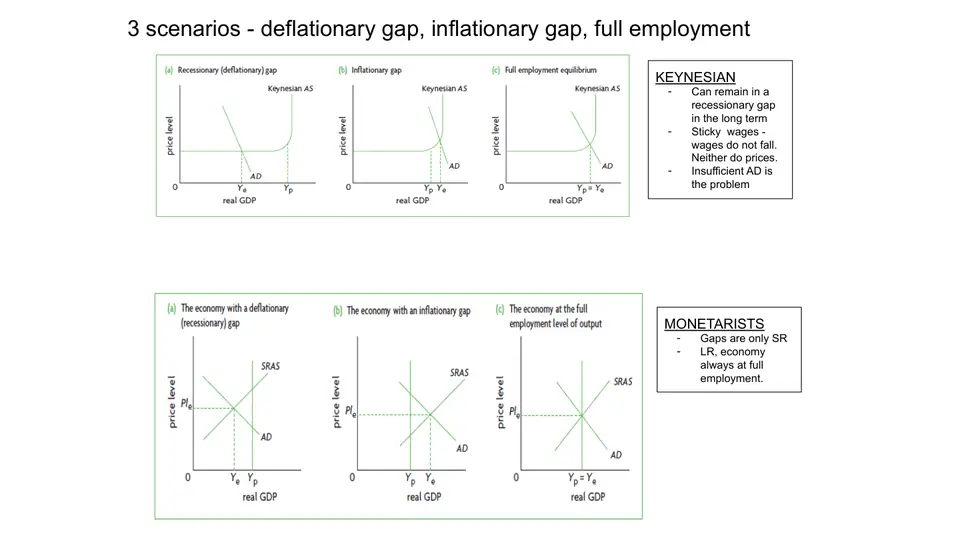 3 scenarios - deflationary gap, inflationary gap, full employment
(a) Recessionary (deflationary) gap
(b) Inflationary gap
(c) Full employment equilibrium
Keynesian AS
Keynesian AS
Keynesian AS
price level
price level
price level
AD
AD
AD
0
Ye
Yp
0
Yp Ye
0
Yp = Ye
real GDP
real GDP
real GDP
KEYNESIAN
- Can remain in a
recessionary gap
in the long term
- Sticky wages -
wages do not fall.
Neither do prices.
- Insufficient AD is
the problem
(a) The economy with a deflationary
(recessionary) gap
(b) The economy with an inflationary gap
(c) The economy at the full
employment level of output
SRAS
SRAS
SRAS
price level
price level
price level
Ple
Ple
Ple
AD
AD
AD
0
Ye Yp
0
Yp Ye
0
Yp = Ye
real GDP
real GDP
real GDP
MONETARISTS
- Gaps are only SR
- LR, economy
always at full
employment.